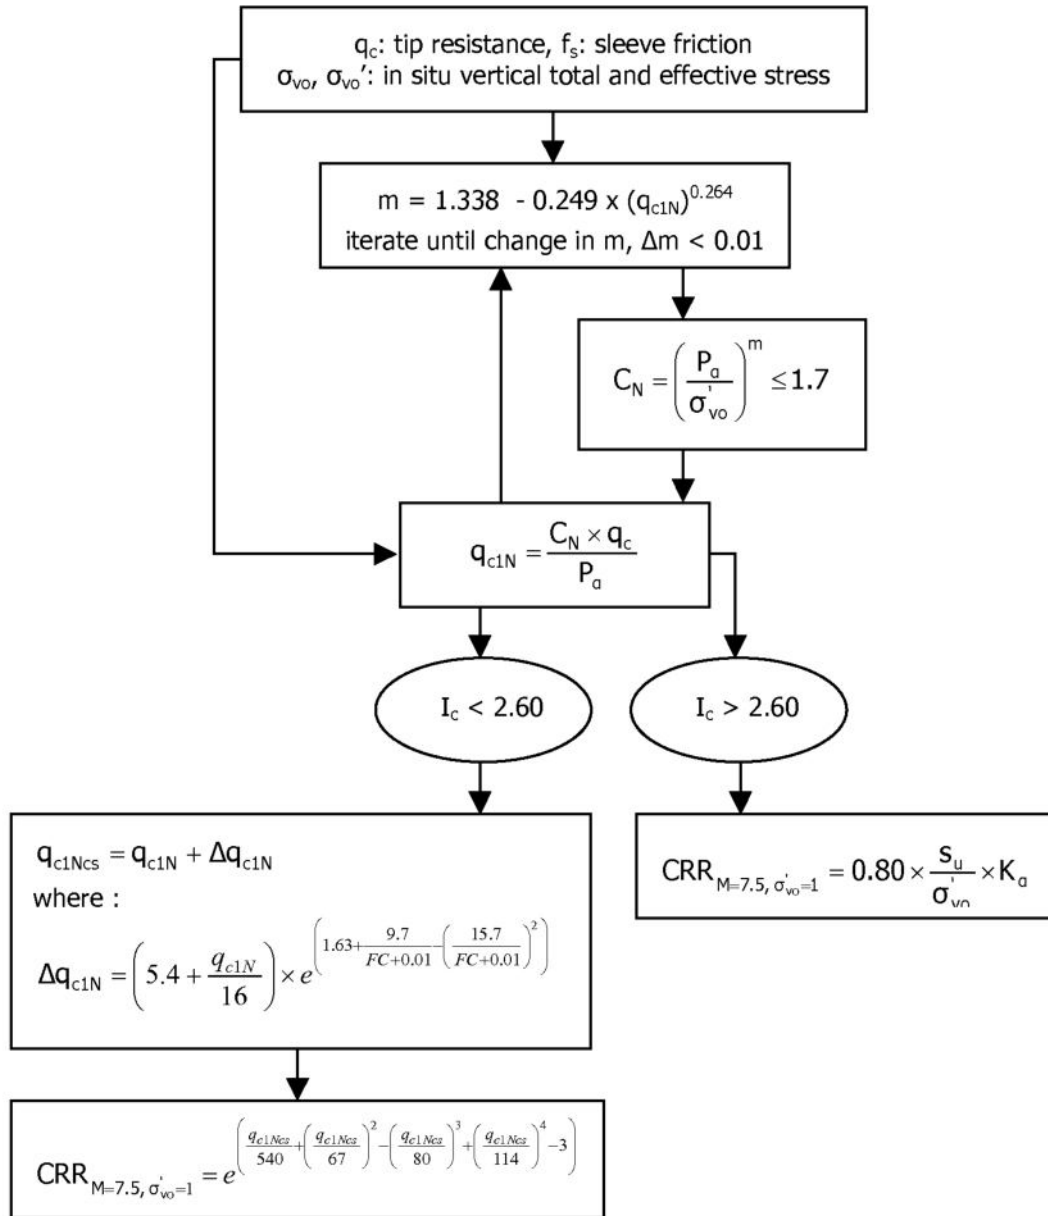 q_c: tip resistance, f_s: sleeve friction
σ_vo, σ_vo′: in situ vertical total and effective stress
m = 1.338 - 0.249 x (q_c1N)^0.264
iterate until change in m, Δm < 0.01
C_N = (P_a / σ'_vo)^m ≤ 1.7
q_c1N = (C_N × q_c) / P_a
I_c < 2.60
I_c > 2.60
q_c1Ncs = q_c1N + Δq_c1N
where :
Δq_c1N = (5.4 + q_c1N / 16) × e^(1.63 + 9.7 / (FC+0.01) - (15.7 / (FC+0.01))^2)
CRR_M=7.5, σ'_vo=1 = 0.80 × s_u / σ'_vo × K_α
CRR_M=7.5, σ'_vo=1 = e^(q_c1Ncs / 540 + (q_c1Ncs / 67)^2 - (q_c1Ncs / 80)^3 + (q_c1Ncs / 114)^4 - 3)